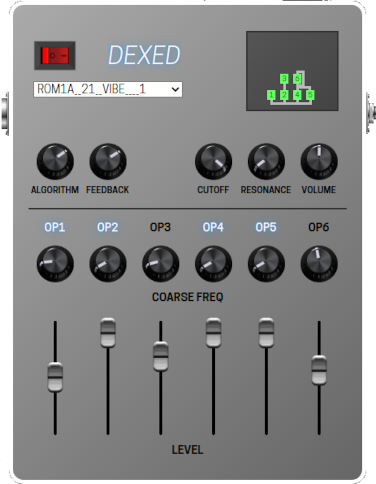 DEXED
ROM1A_21_VIBE___1
3 6
1 2 4 5
ALGORITHM FEEDBACK CUTOFF RESONANCE VOLUME
OP1 OP2 OP3 OP4 OP5 OP6
COARSE FREQ
LEVEL